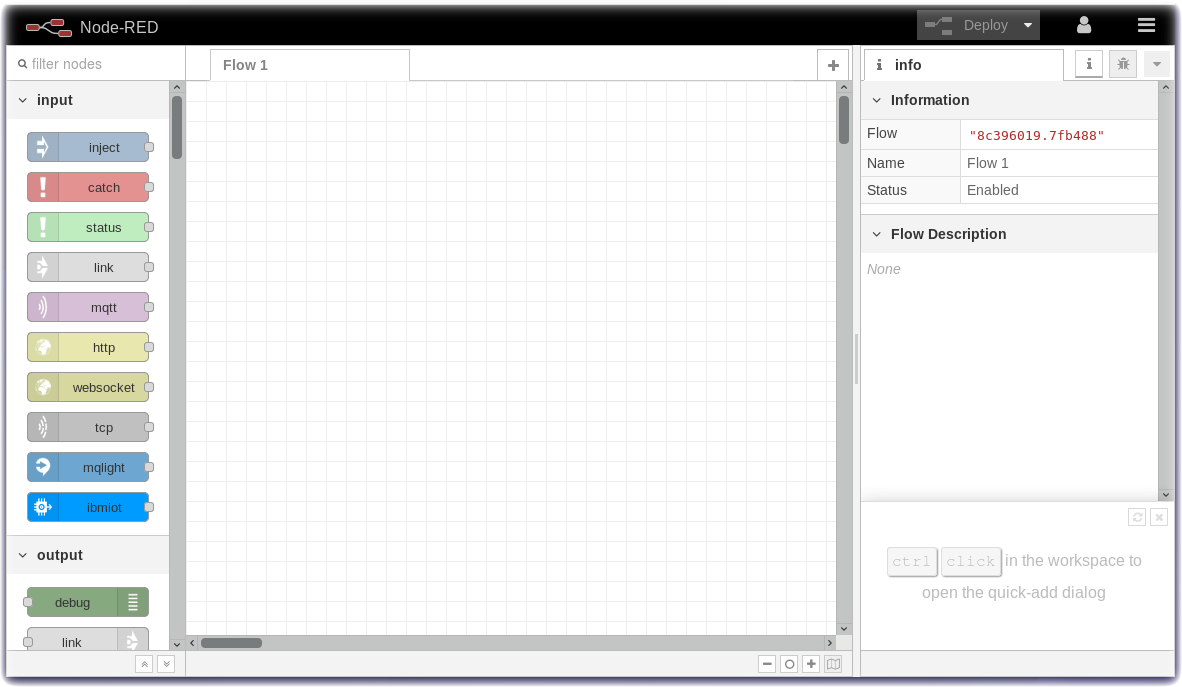 Node-RED
Deploy
filter nodes
Flow 1
info
input
inject
catch
status
link
mqtt
http
websocket
tcp
mqlight
ibmiot
output
debug
link
Information
Flow "8c396019.7fb488"
Name Flow 1
Status Enabled
Flow Description
None
ctrl click in the workspace to
open the quick-add dialog